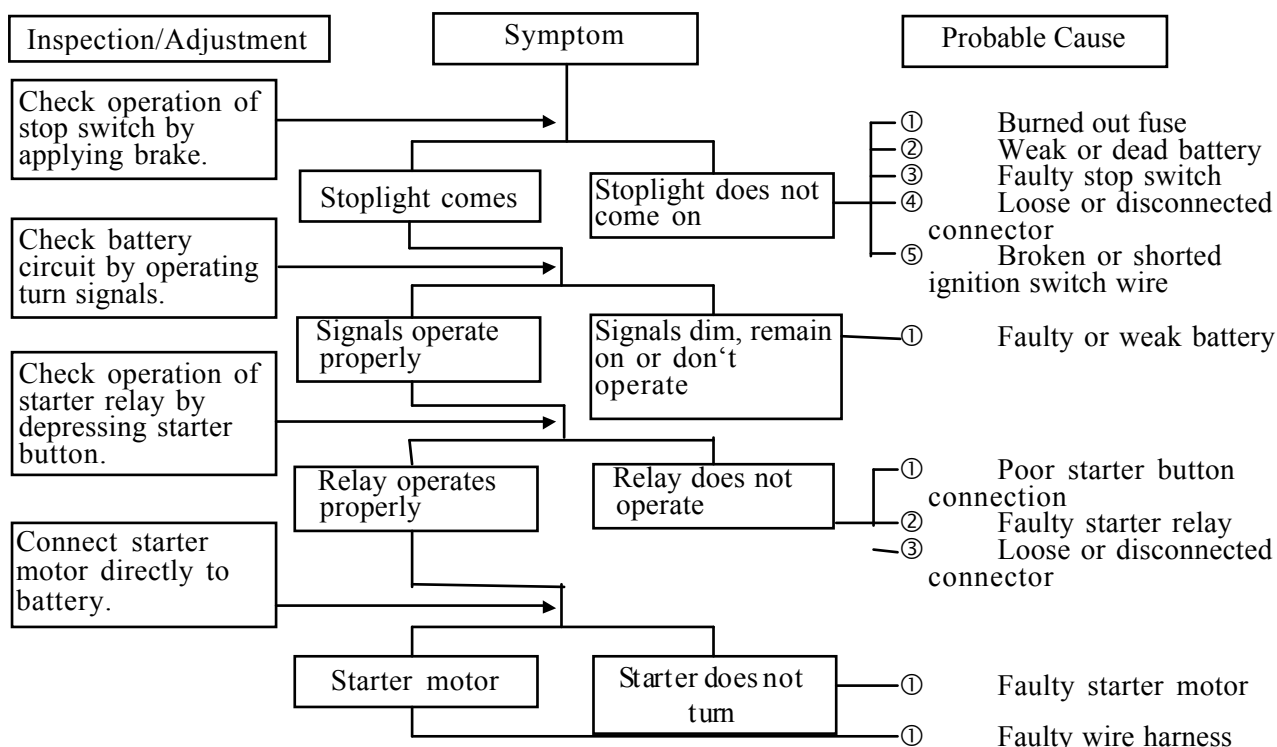 Inspection/Adjustment
Symptom
Probable Cause
Check operation of
stop switch by
applying brake.
Stoplight comes
Stoplight does not
come on
① Burned out fuse
② Weak or dead battery
③ Faulty stop switch
④ Loose or disconnected
connector
⑤ Broken or shorted
ignition switch wire
Check battery
circuit by operating
turn signals.
Signals operate
properly
Signals dim, remain
on or don‘t
operate
① Faulty or weak battery
Check operation of
starter relay by
depressing starter
button.
Relay operates
properly
Relay does not
operate
① Poor starter button
connection
② Faulty starter relay
③ Loose or disconnected
connector
Connect starter
motor directly to
battery.
Starter motor
Starter does not
turn
① Faulty starter motor
① Faulty wire harness